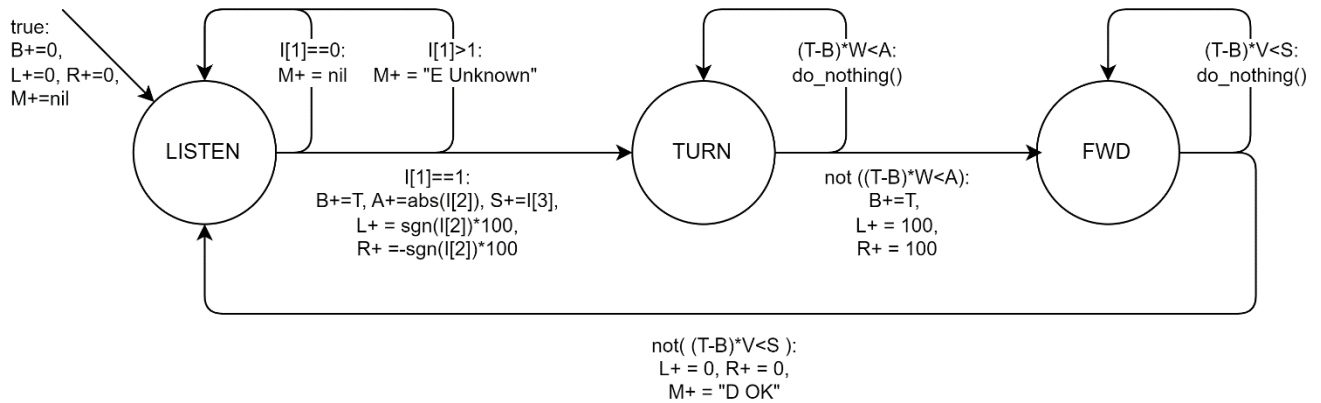 true:
B+=0,
L+=0, R+=0,
M+=nil
I[1]==0:
M+ = nil
I[1]>1:
M+ = "E Unknown"
(T-B)*W<A:
do_nothing()
(T-B)*V<S:
do_nothing()
LISTEN
TURN
FWD
I[1]==1:
B+=T, A+=abs(I[2]), S+=I[3],
L+ = sgn(I[2])*100,
R+ =-sgn(I[2])*100
not ((T-B)*W<A):
B+=T,
L+ = 100,
R+ = 100
not( (T-B)*V<S ):
L+ = 0, R+ = 0,
M+ = "D OK"